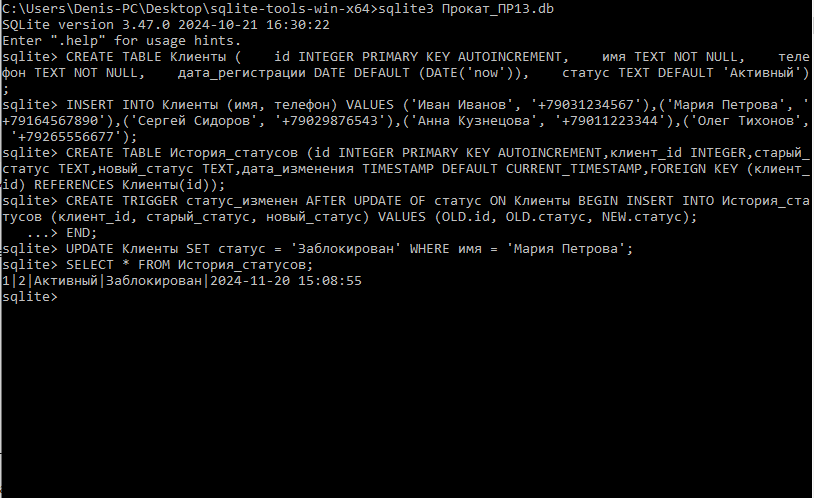 C:\Users\Denis-PC\Desktop\sqlite-tools-win-x64>sqlite3 Прокат_ПР13.db
SQLite version 3.47.0 2024-10-21 16:30:22
Enter ".help" for usage hints.
sqlite> CREATE TABLE Клиенты (    id INTEGER PRIMARY KEY AUTOINCREMENT,    имя TEXT NOT NULL,    теле
фон TEXT NOT NULL,    дата_регистрации DATE DEFAULT (DATE('now')),    статус TEXT DEFAULT 'Активный')
;
sqlite> INSERT INTO Клиенты (имя, телефон) VALUES ('Иван Иванов', '+79031234567'),('Мария Петрова', '
+79164567890'),('Сергей Сидоров', '+79029876543'),('Анна Кузнецова', '+79011223344'),('Олег Тихонов',
 '+79265556677');
sqlite> CREATE TABLE История_статусов (id INTEGER PRIMARY KEY AUTOINCREMENT,клиент_id INTEGER,старый_
статус TEXT,новый_статус TEXT,дата_изменения TIMESTAMP DEFAULT CURRENT_TIMESTAMP,FOREIGN KEY (клиент_
id) REFERENCES Клиенты(id));
sqlite> CREATE TRIGGER статус_изменен AFTER UPDATE OF статус ON Клиенты BEGIN INSERT INTO История_ста
тусов (клиент_id, старый_статус, новый_статус) VALUES (OLD.id, OLD.статус, NEW.статус);
   ...> END;
sqlite> UPDATE Клиенты SET статус = 'Заблокирован' WHERE имя = 'Мария Петрова';
sqlite> SELECT * FROM История_статусов;
1|2|Активный|Заблокирован|2024-11-20 15:08:55
sqlite>